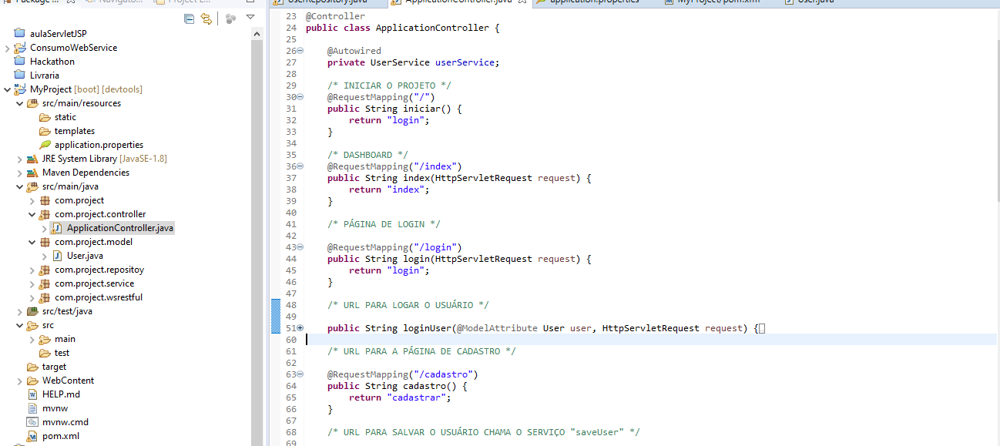 Package ...
Navigato...
Project E...
UserRepository.java
ApplicationController.java
application.properties
MyProject/pom.xml
User.java
aulaServletJSP
ConsumoWebService
Hackathon
Livraria
MyProject [boot] [devtools]
src/main/resources
static
templates
application.properties
JRE System Library [JavaSE-1.8]
Maven Dependencies
src/main/java
com.project
com.project.controller
ApplicationController.java
com.project.model
User.java
com.project.repositoy
com.project.service
com.project.wsrestful
src/test/java
src
main
test
target
WebContent
HELP.md
mvnw
mvnw.cmd
pom.xml
23 @Controller
24 public class ApplicationController {
25
26 @Autowired
27 private UserService userService;
28
29 /* INICIAR O PROJETO */
30 @RequestMapping("/")
31 public String iniciar() {
32 return "login";
33 }
34
35 /* DASHBOARD */
36 @RequestMapping("/index")
37 public String index(HttpServletRequest request) {
38 return "index";
39 }
40
41 /* PÁGINA DE LOGIN */
42
43 @RequestMapping("/login")
44 public String login(HttpServletRequest request) {
45 return "login";
46 }
47
48 /* URL PARA LOGAR O USUÁRIO */
49
51 public String loginUser(@ModelAttribute User user, HttpServletRequest request) {
60
61 /* URL PARA A PÁGINA DE CADASTRO */
62
63 @RequestMapping("/cadastro")
64 public String cadastro() {
65 return "cadastrar";
66 }
67
68 /* URL PARA SALVAR O USUÁRIO CHAMA O SERVIÇO "saveUser" */
69